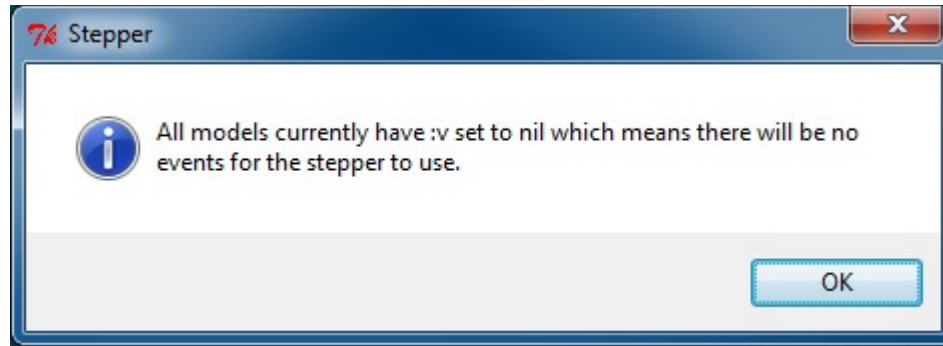 Stepper
All models currently have :v set to nil which means there will be no
events for the stepper to use.
OK